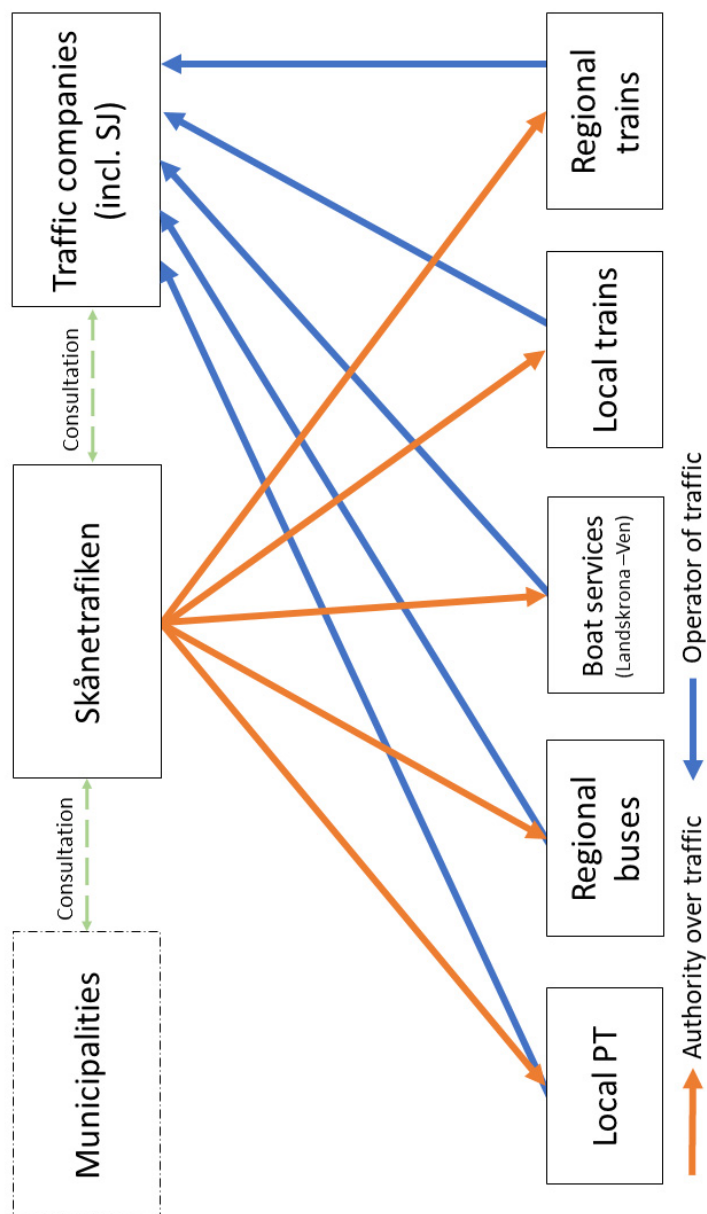 Municipalities
Consultation
Skånetrafiken
Consultation
Traffic companies
(incl. SJ)
Local PT
Regional
buses
Boat services
(Landskrona–Ven)
Local trains
Regional
trains
Authority over traffic
Operator of traffic